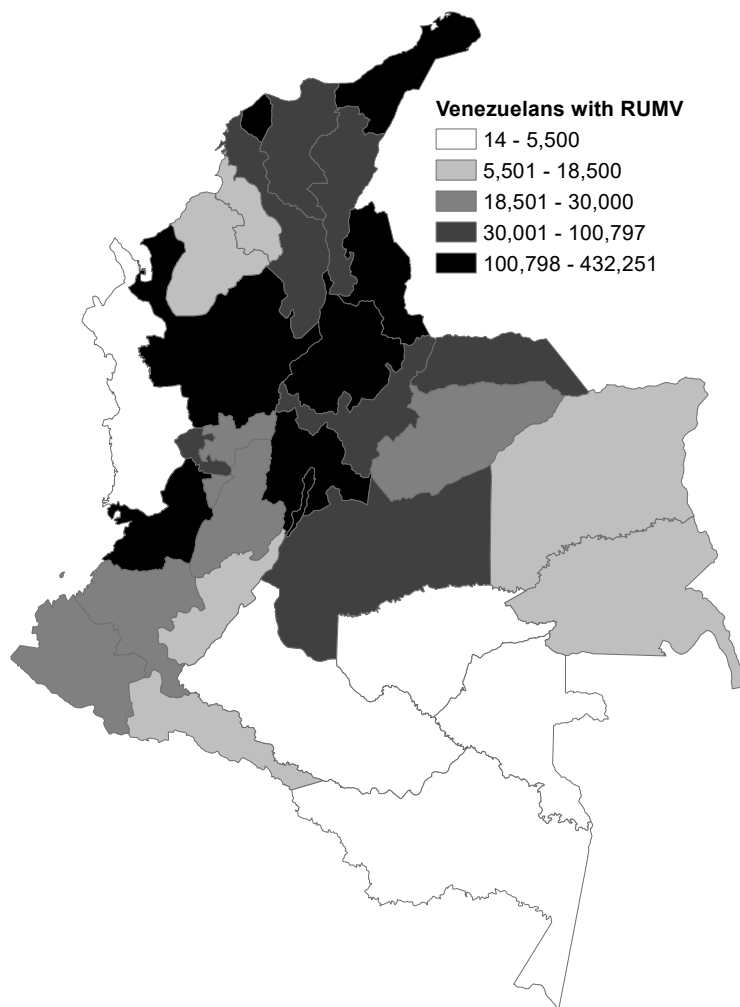 Venezuelans with RUMV
14 - 5,500
5,501 - 18,500
18,501 - 30,000
30,001 - 100,797
100,798 - 432,251